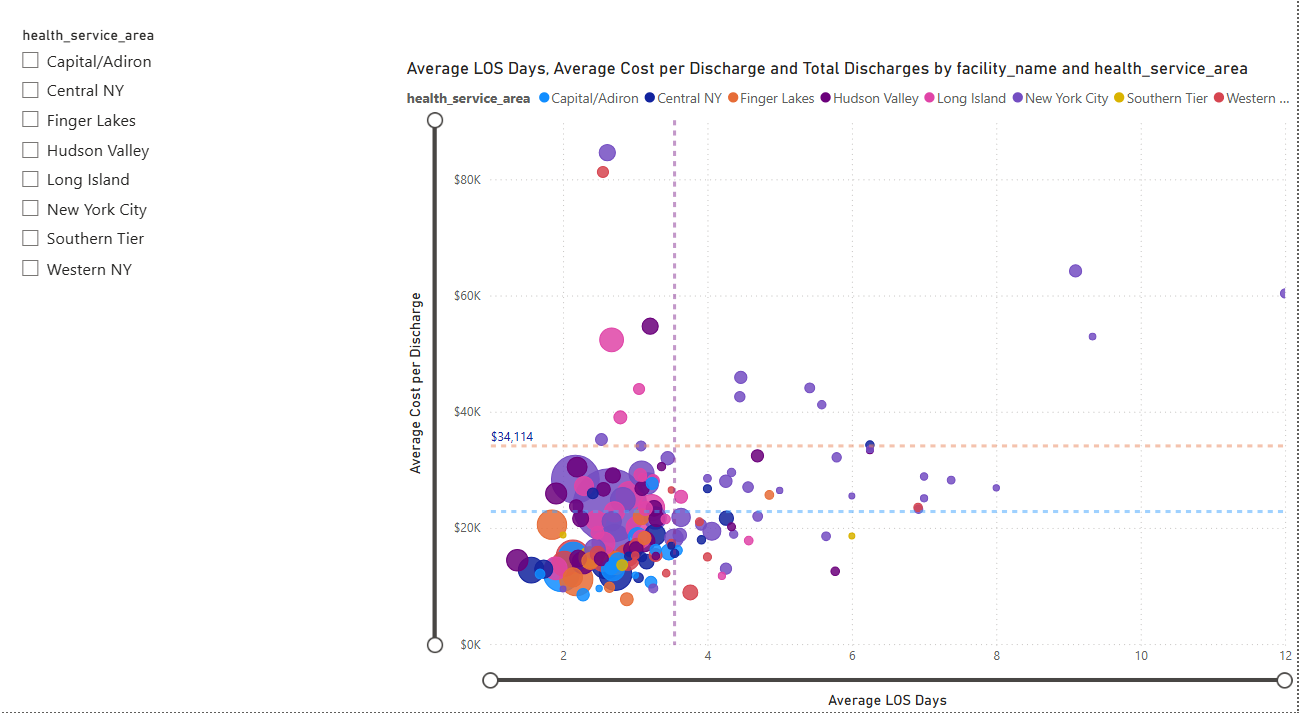 health_service_area
Capital/Adiron
Central NY
Finger Lakes
Hudson Valley
Long Island
New York City
Southern Tier
Western NY
Average LOS Days, Average Cost per Discharge and Total Discharges by facility_name and health_service_area
health_service_area Capital/Adiron Central NY Finger Lakes Hudson Valley Long Island New York City Southern Tier Western ...
Average Cost per Discharge
$80K
$60K
$40K
$34,114
$20K
$0K
2 4 6 8 10 12
Average LOS Days